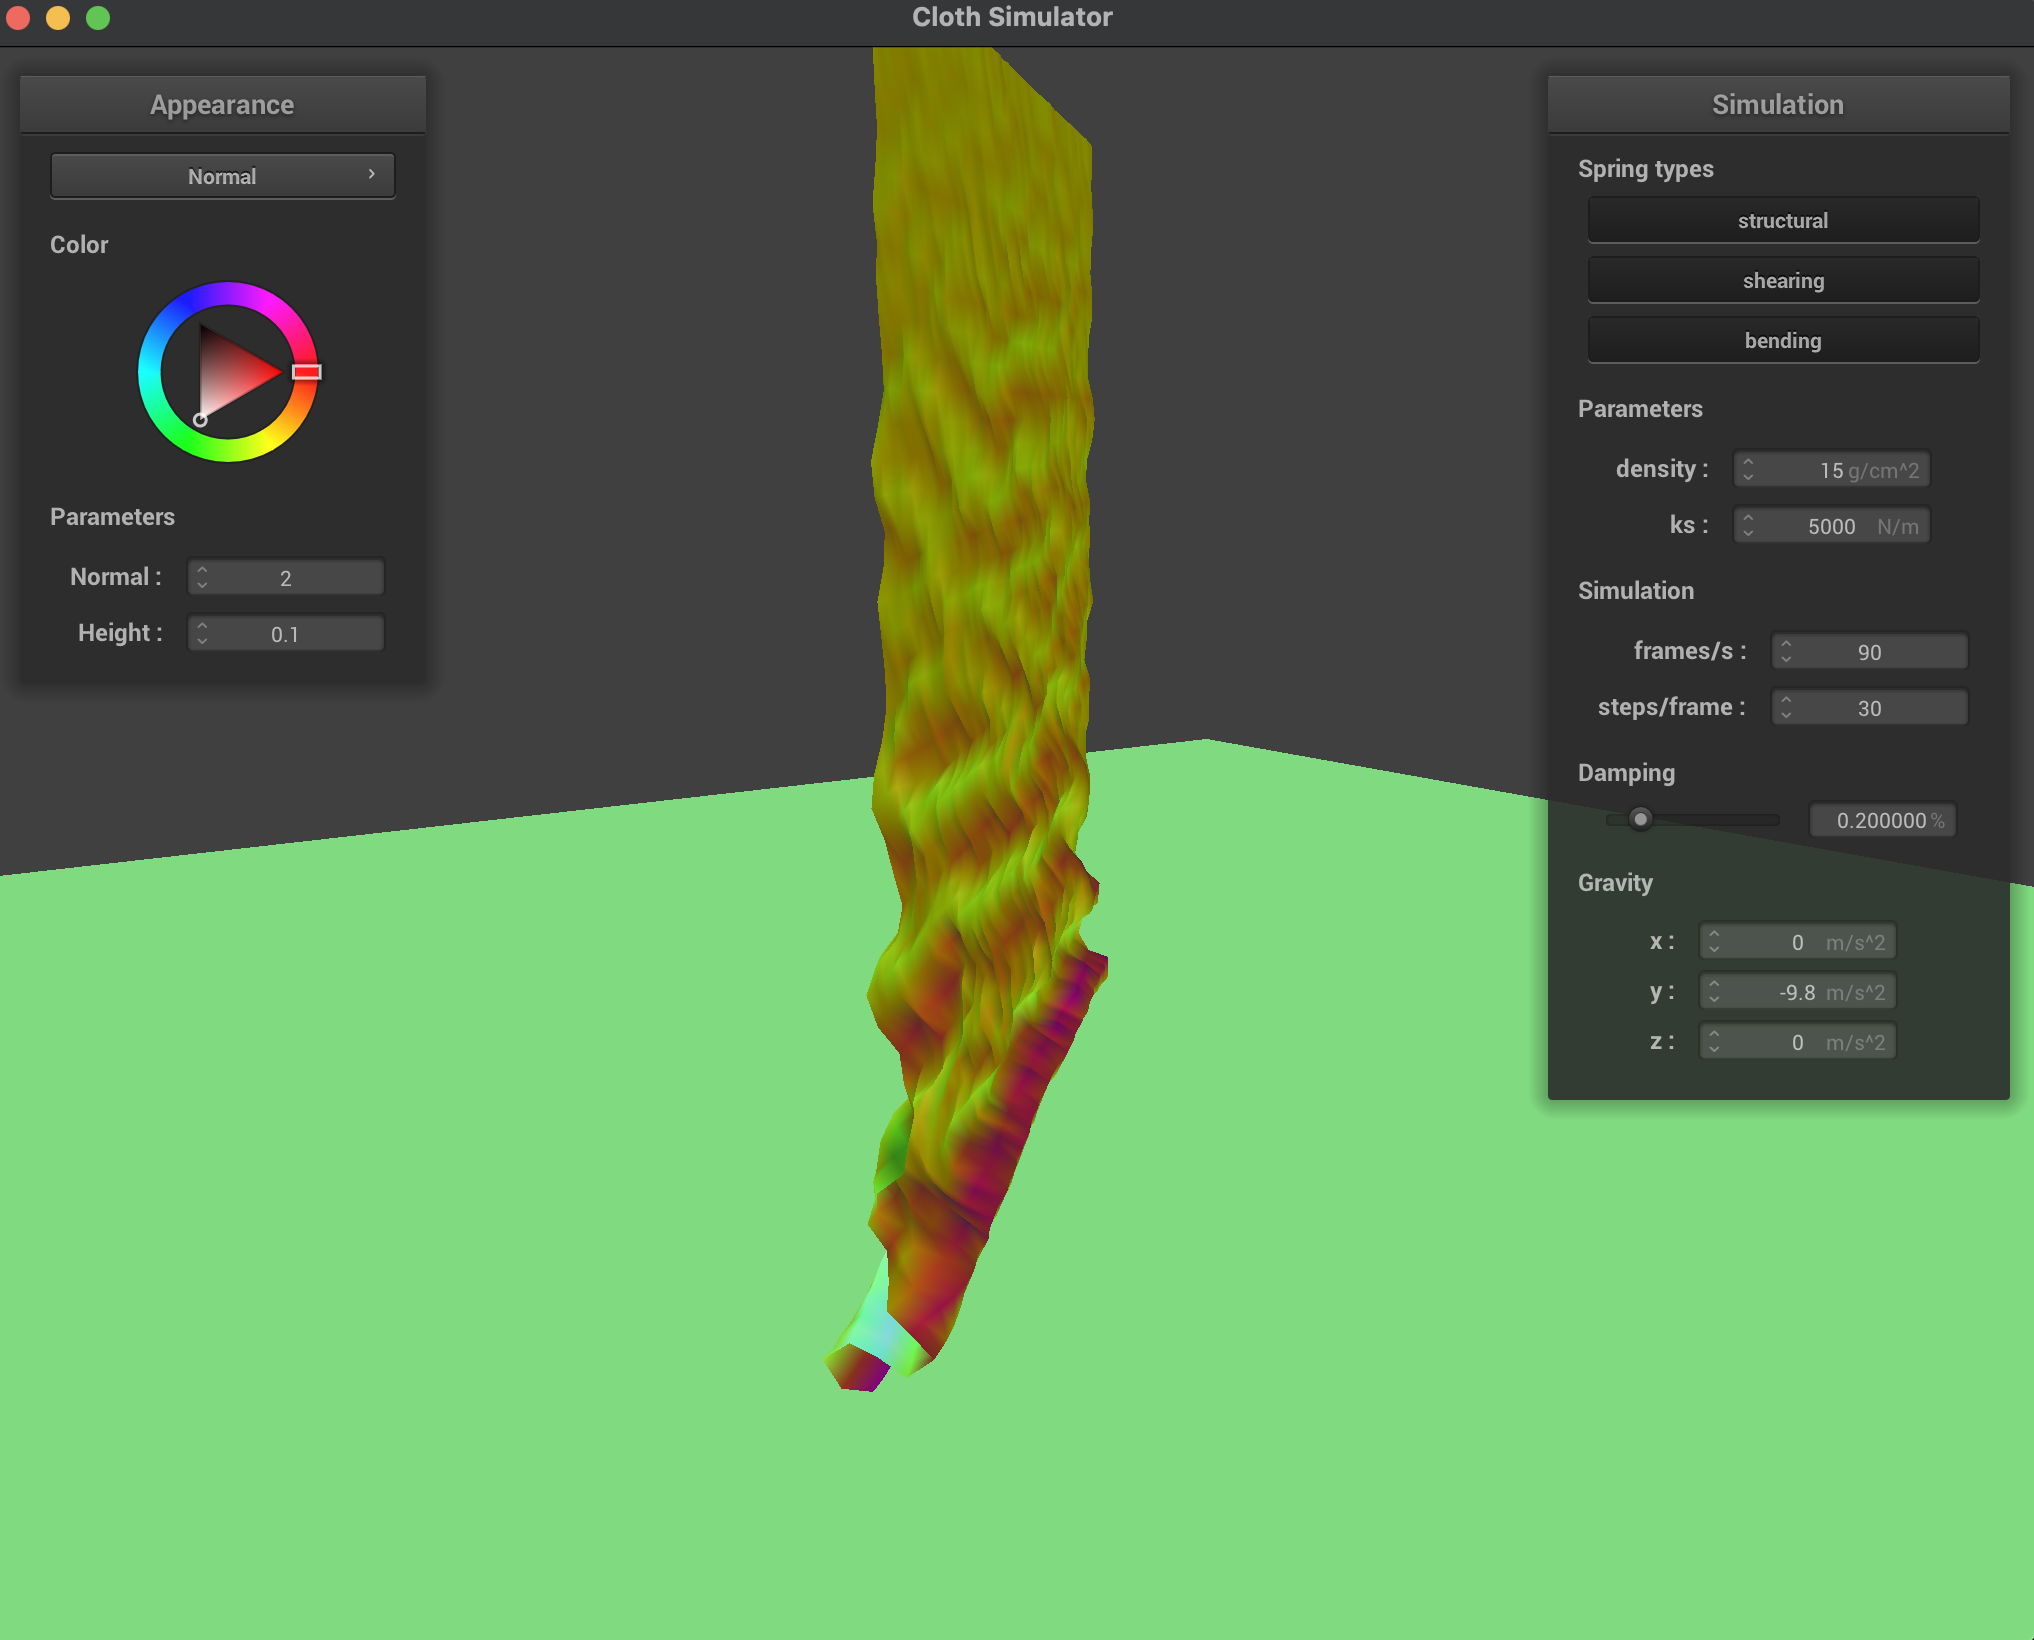 Cloth Simulator
Appearance
Normal
Color
Parameters
Normal :
2
Height :
0.1
Simulation
Spring types
structural
shearing
bending
Parameters
density :
15 g/cm^2
ks :
5000 N/m
Simulation
frames/s :
90
steps/frame :
30
Damping
0.200000 %
Gravity
x :
0 m/s^2
y :
-9.8 m/s^2
z :
0 m/s^2